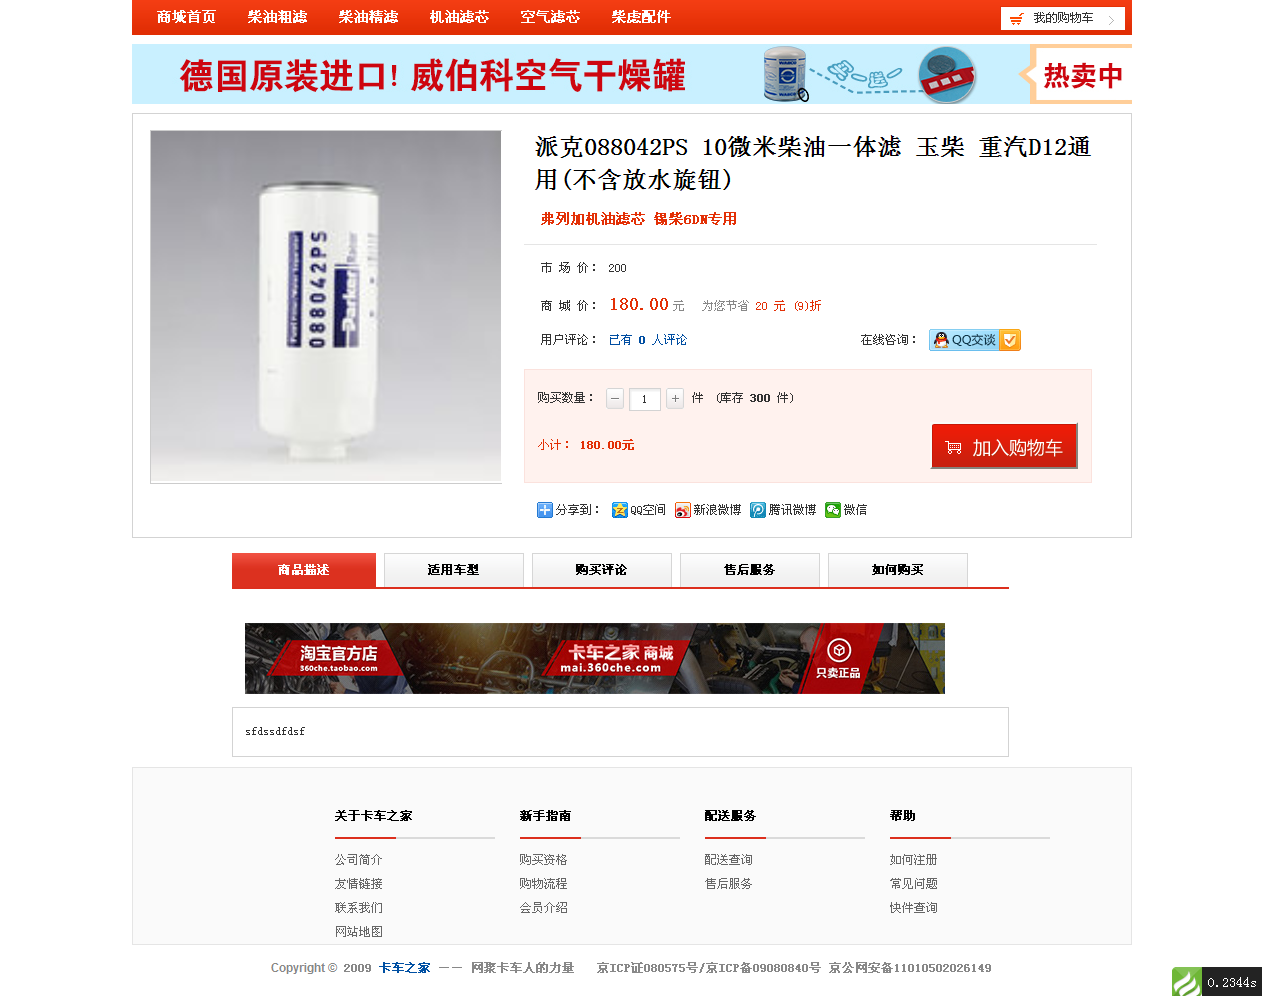 商城首页 柴油粗滤 柴油精滤 机油滤芯 空气滤芯 柴虑配件 我的购物车
德国原装进口! 威伯科空气干燥罐 热卖中
派克088042PS 10微米柴油一体滤 玉柴 重汽D12通
用(不含放水旋钮)
弗列加机油滤芯 锡柴6DN专用
088042PS
Parker
市 场 价： 200
商 城 价： 180.00 元 为您节省 20 元 (9)折
用户评论： 已有 0 人评论 在线咨询： QQ交谈
购买数量： － 1 + 件 (库存 300 件)
小计： 180.00元 加入购物车
分享到： QQ空间 新浪微博 腾讯微博 微信
商品描述 适用车型 购买评论 售后服务 如何购买
淘宝官方店 卡车之家 商城
360che.taobao.com mai.360che.com 只卖正品
sfdssdfdsf
关于卡车之家 新手指南 配送服务 帮助
公司简介 购买资格 配送查询 如何注册
友情链接 购物流程 售后服务 常见问题
联系我们 会员介绍 快件查询
网站地图
Copyright © 2009 卡车之家 －－ 网聚卡车人的力量 京ICP证080575号/京ICP备09080840号 京公网安备11010502026149
0.2344s